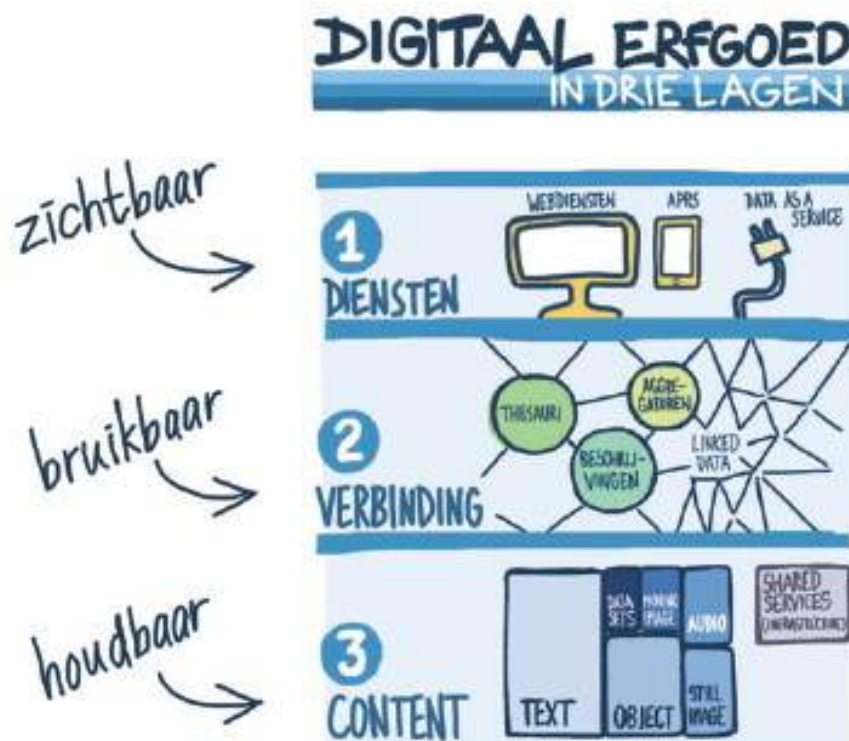 DIGITAAL ERFGOED
IN DRIE LAGEN
zichtbaar
1
DIENSTEN
WEBDIENSTEN
APPS
DATA AS A
SERVICE
bruikbaar
2
VERBINDING
THESAURI
AGGRE-
GATOREN
BESCHRIJ-
VINGEN
LINKED
DATA
houdbaar
3
CONTENT
TEXT
DATA
SETS
MOVING
IMAGE
AUDIO
OBJECT
STILL
IMAGE
SHARED
SERVICES
(INFRASTRUCTURE)